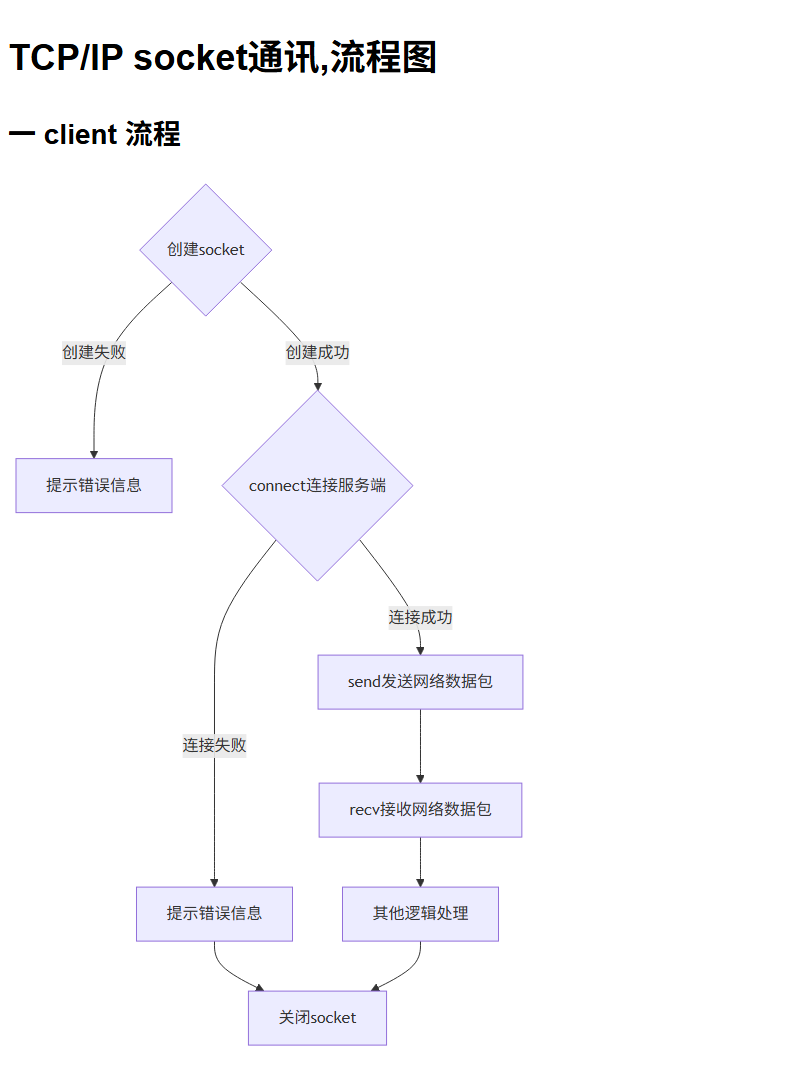 TCP/IP socket通讯,流程图
一 client 流程
创建socket
创建失败
创建成功
提示错误信息
connect连接服务端
连接成功
send发送网络数据包
连接失败
recv接收网络数据包
提示错误信息
其他逻辑处理
关闭socket